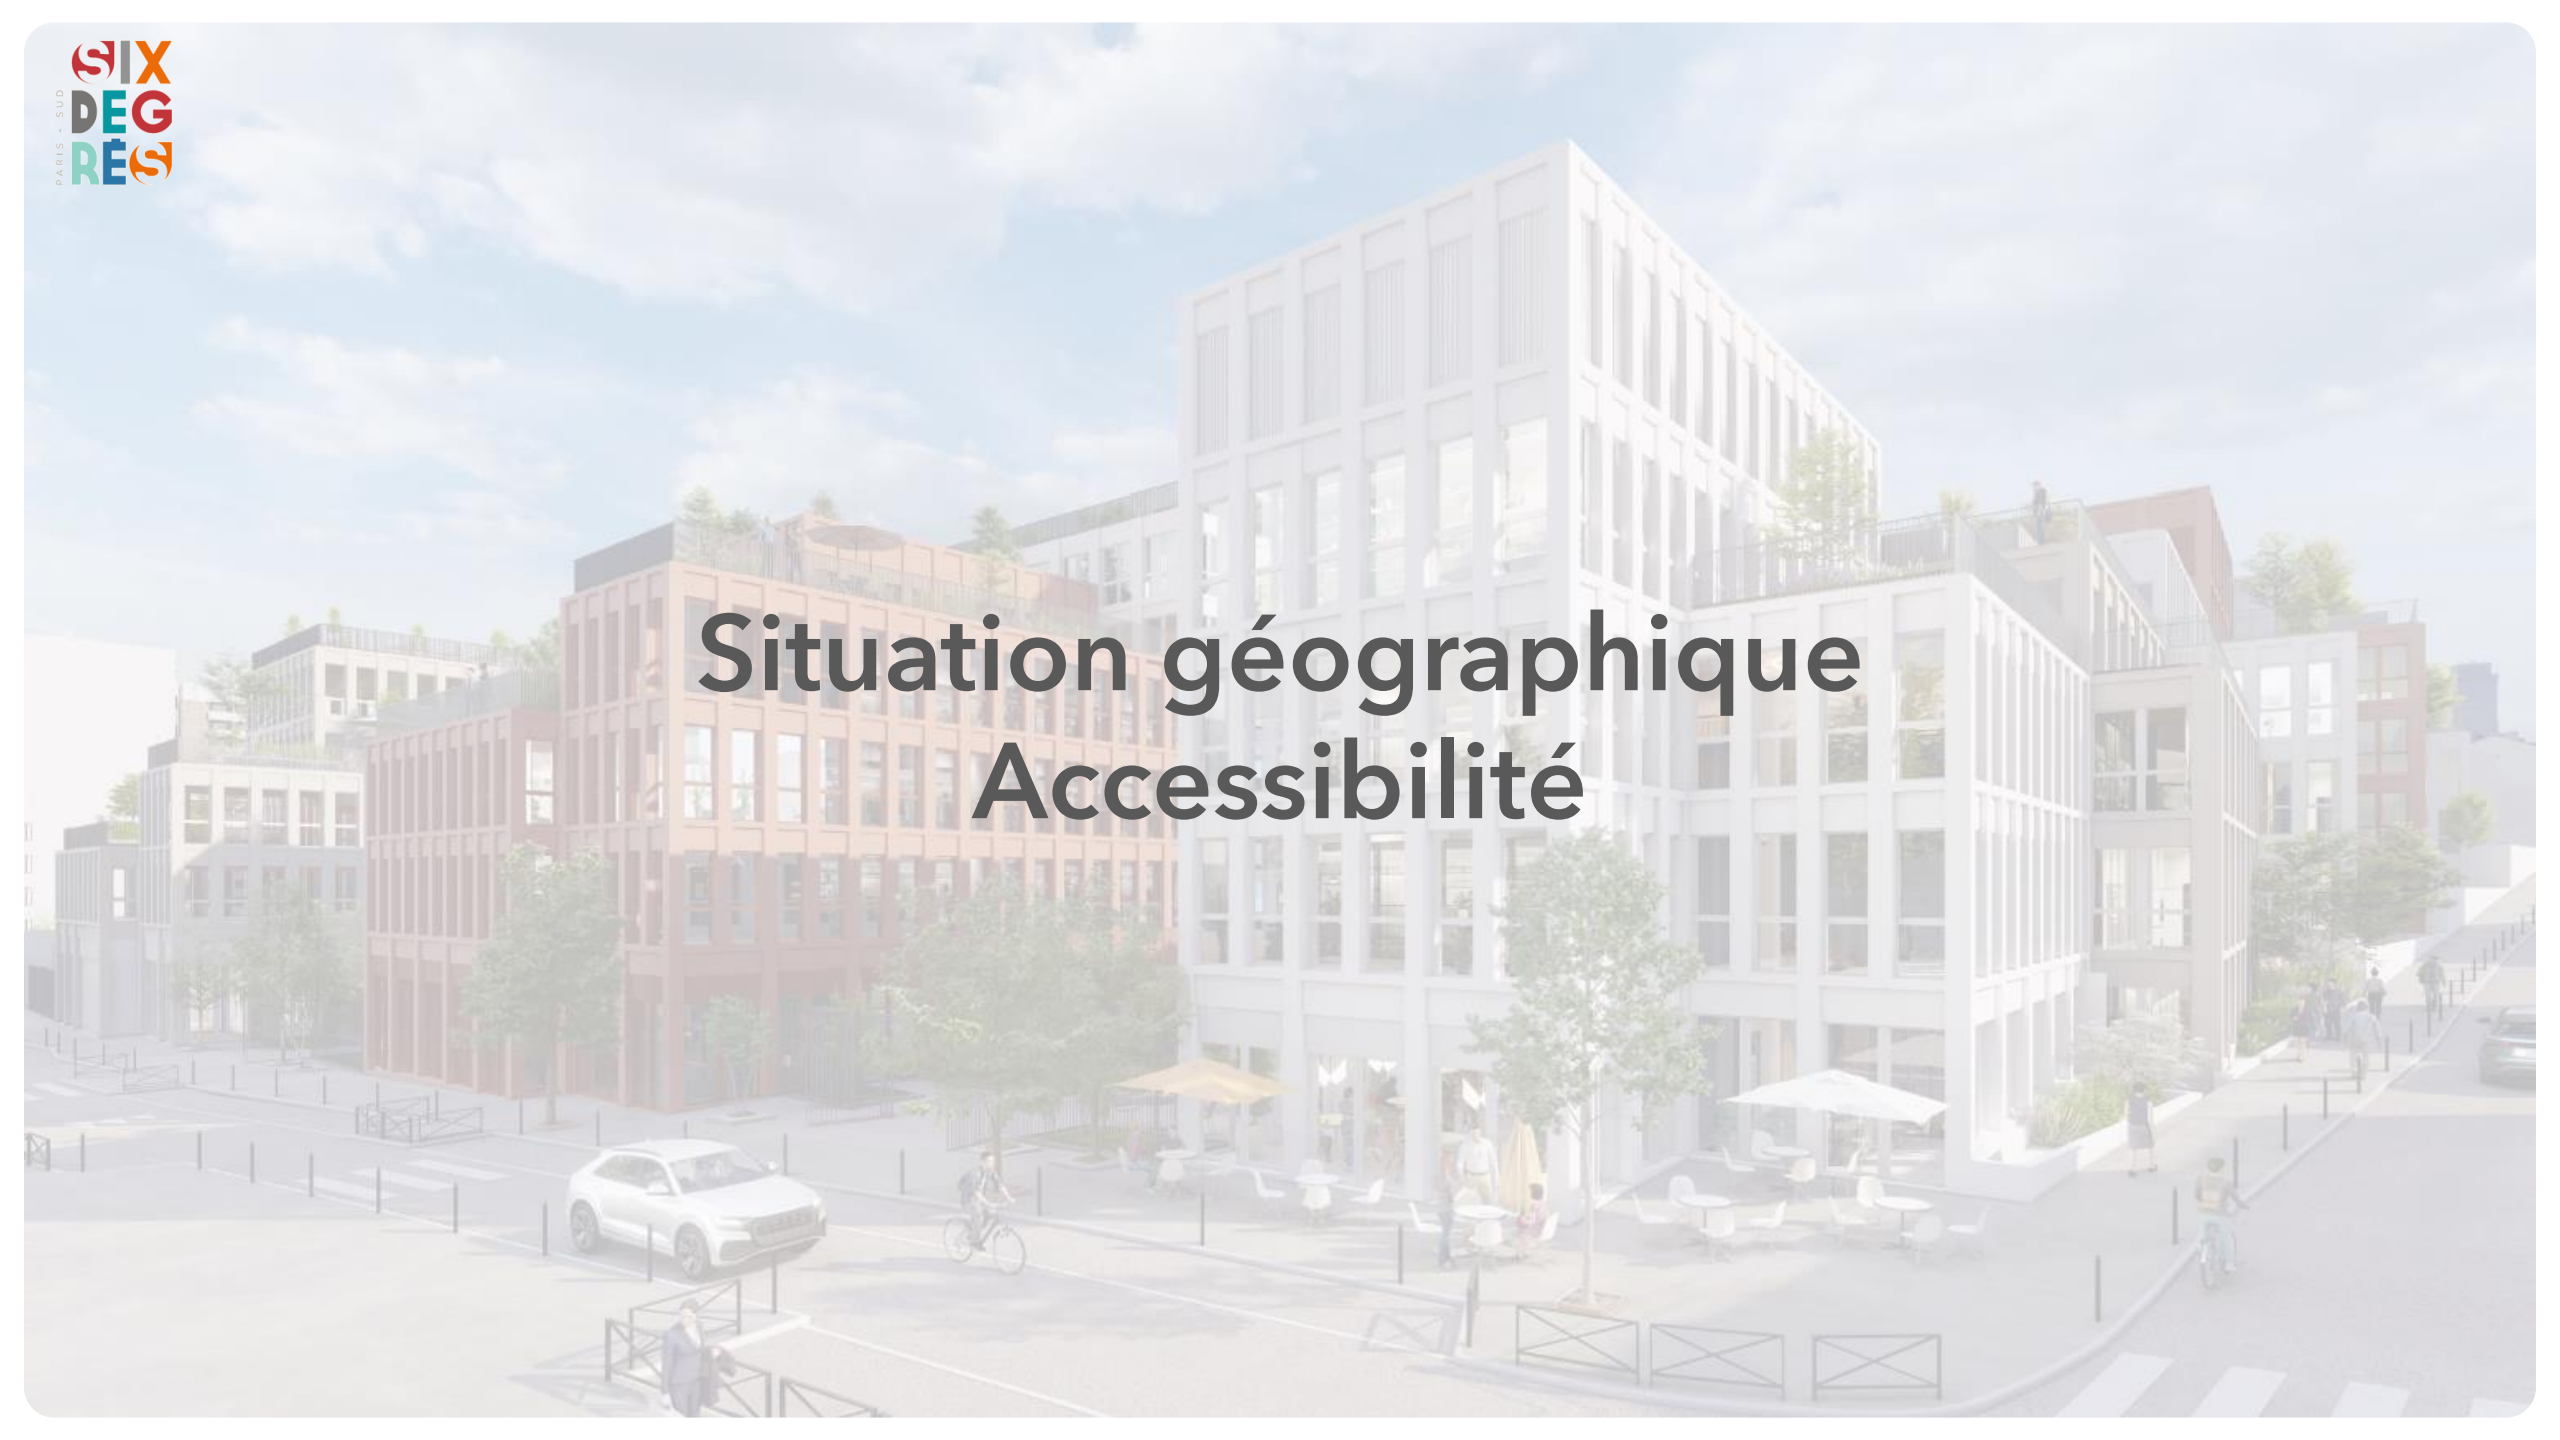 SIX
DEG
RÉS
PARIS - SUD
Situation géographique
Accessibilité